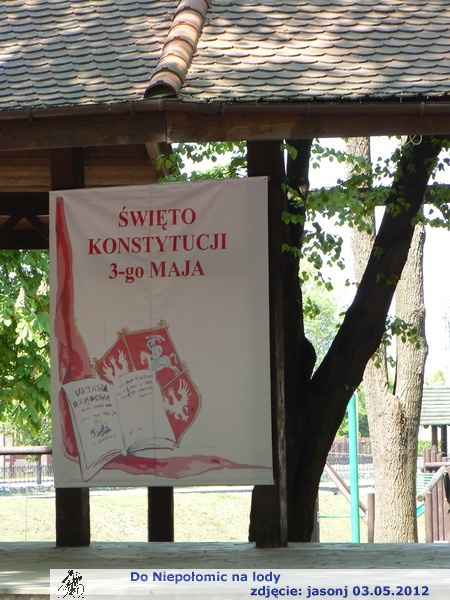 ŚWIĘTO
KONSTYTUCJI
3-go MAJA
USTAWA
RZĄDOWA
Do Niepołomic na lody
zdjęcie: jasonj 03.05.2012